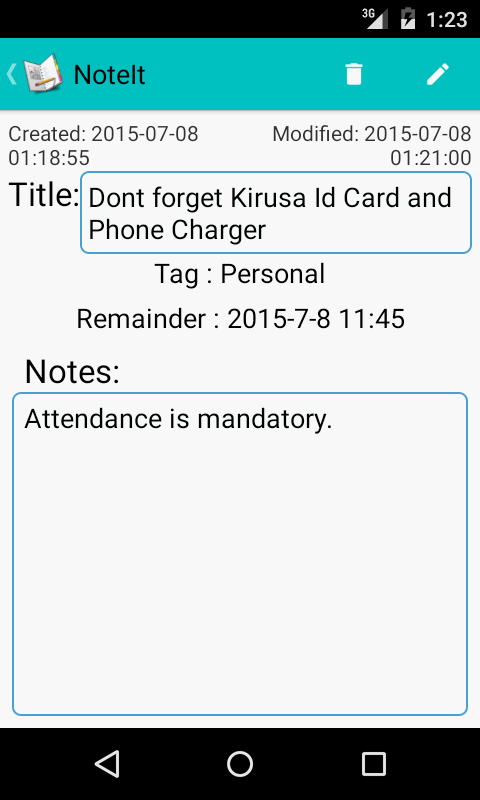 3G
1:23
NoteIt
Created: 2015-07-08
01:18:55
Modified: 2015-07-08
01:21:00
Title:
Dont forget Kirusa Id Card and
Phone Charger
Tag : Personal
Remainder : 2015-7-8 11:45
Notes:
Attendance is mandatory.